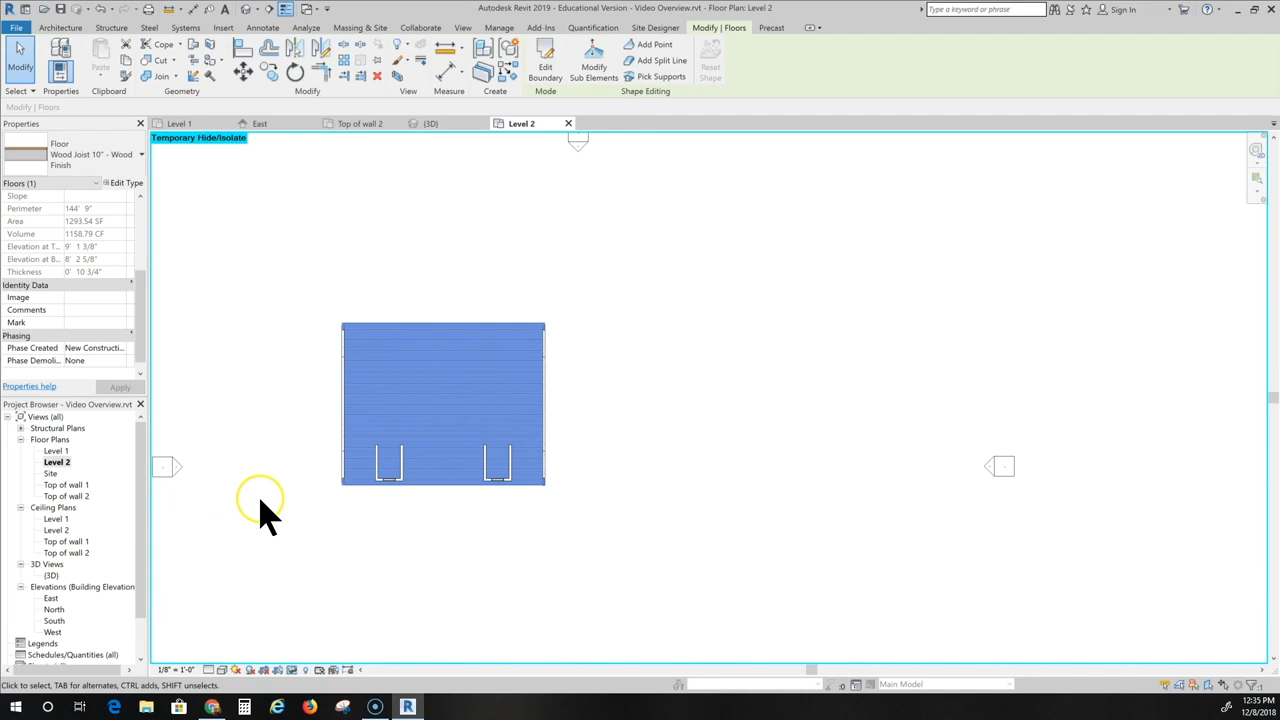 Autodesk Revit 2019 - Educational Version - Video Overview.rvt - Floor Plan: Level 2
Type a keyword or phrase
Sign In
File Architecture Structure Steel Systems Insert Annotate Analyze Massing & Site Collaborate View Manage Add-Ins Quantification Site Designer Modify | Floors Precast
Modify
Paste
Cope
Cut
Join
Edit Boundary
Modify Sub Elements
Add Point
Add Split Line
Pick Supports
Reset Shape
Select Properties Clipboard Geometry Modify View Measure Create Mode Shape Editing
Modify | Floors
Properties
Level 1 East Top of wall 2 {3D} Level 2
Temporary Hide/Isolate
Floor
Wood Joist 10" - Wood
Finish
Floors (1) Edit Type
Slope
Perimeter 144' 9"
Area 1293.54 SF
Volume 1158.79 CF
Elevation at T... 9' 1 3/8"
Elevation at B... 8' 2 5/8"
Thickness 0' 10 3/4"
Identity Data
Image
Comments
Mark
Phasing
Phase Created New Constructi...
Phase Demoli... None
Properties help Apply
Project Browser - Video Overview.rvt
Views (all)
Structural Plans
Floor Plans
Level 1
Level 2
Site
Top of wall 1
Top of wall 2
Ceiling Plans
Level 1
Level 2
Top of wall 1
Top of wall 2
3D Views
{3D}
Elevations (Building Elevation
East
North
South
West
Legends
Schedules/Quantities (all)
1/8" = 1'-0"
Click to select, TAB for alternates, CTRL adds, SHIFT unselects.
:0
Main Model
:1
12:35 PM
12/8/2018